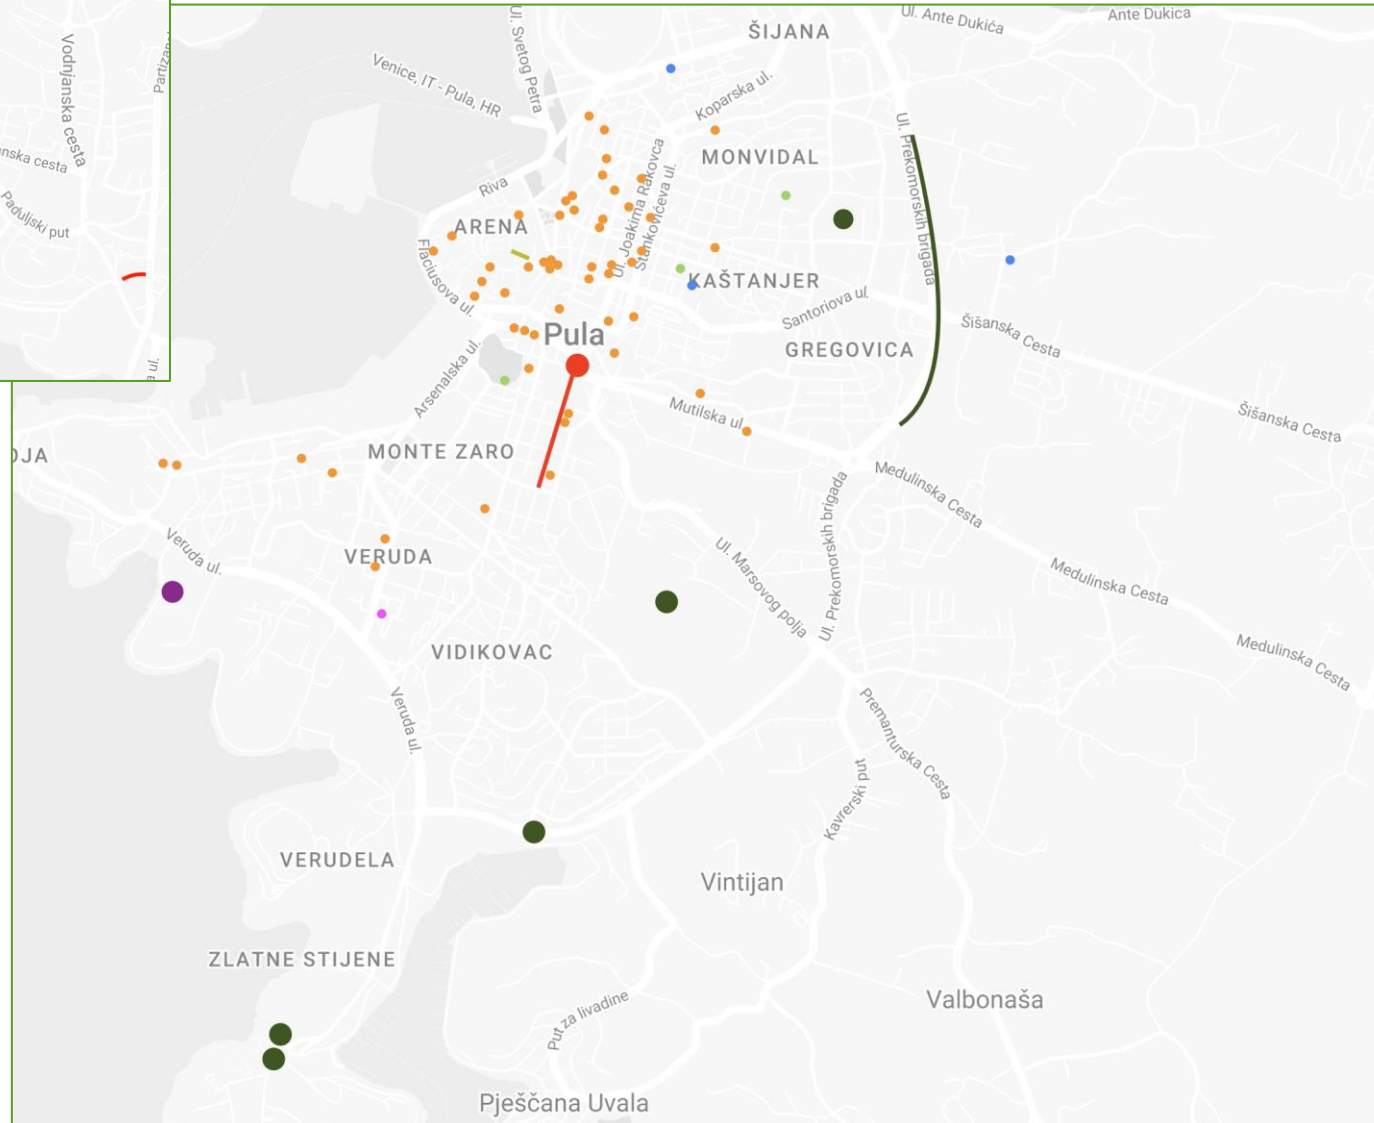 Ul. Svetog Petra
ŠIJANA
Ul. Ante Dukića
Ante Dukica
Vodnjanska cesta
Venice, IT - Pula, HR
Koparska ul.
Ul. Prekomorskih brigada
MONVIDAL
nska cesta
Riva
Ul. Joakima Rakovca
Stankovićeva ul.
Paduljski put
ARENA
Flaciusova ul.
KAŠTANJER
Santoriova ul.
Šišanska Cesta
Pula
GREGOVICA
a ul.
Arsenalska ul.
Mutilska ul.
Šišanska Cesta
OJA
MONTE ZARO
Medulinska Cesta
Veruda ul.
VERUDA
Ul. Marsovog polja
Ul. Prekomorskih brigada
Medulinska Cesta
VIDIKOVAC
Medulinska Cesta
Veruda ul.
Premanturska Cesta
Kavrerski put
VERUDELA
Vintijan
ZLATNE STIJENE
Put za livadine
Valbonaša
Pješčana Uvala